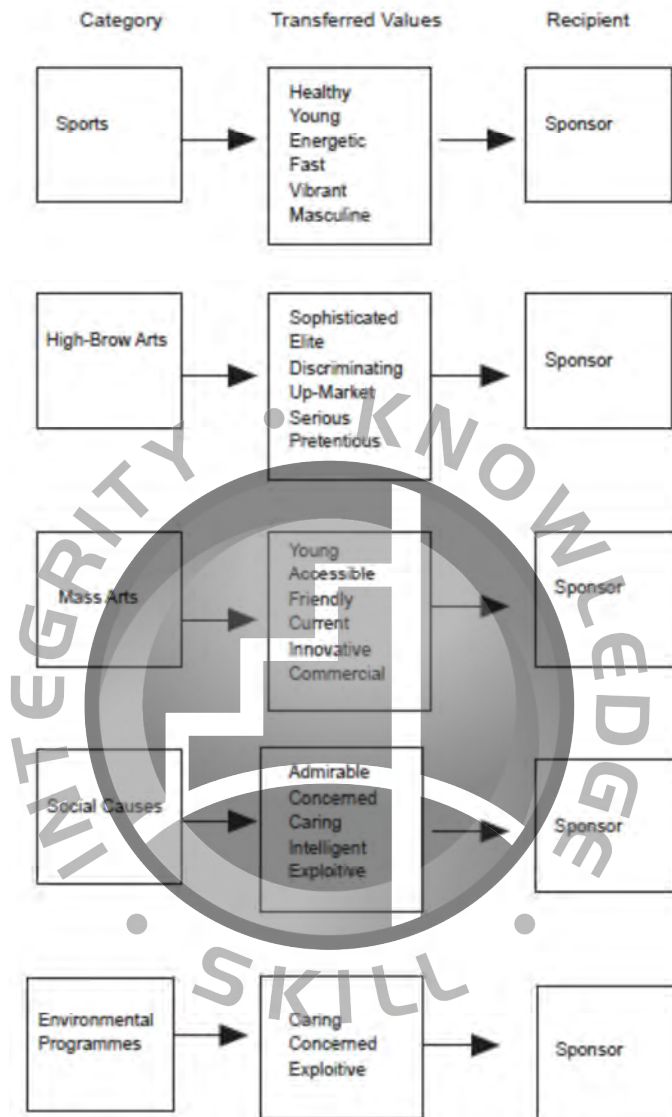 Category Transferred Values Recipient
Sports
Healthy
Young
Energetic
Fast
Vibrant
Masculine
Sponsor
High-Brow Arts
Sophisticated
Elite
Discriminating
Up-Market
Serious
Pretentious
Sponsor
Mass Arts
Young
Accessible
Friendly
Current
Innovative
Commercial
Sponsor
Social Causes
Admirable
Concerned
Caring
Intelligent
Exploitive
Sponsor
Environmental
Programmes
Caring
Concerned
Exploitive
Sponsor
INTEGRITY • KNOWLEDGE • SKILL •